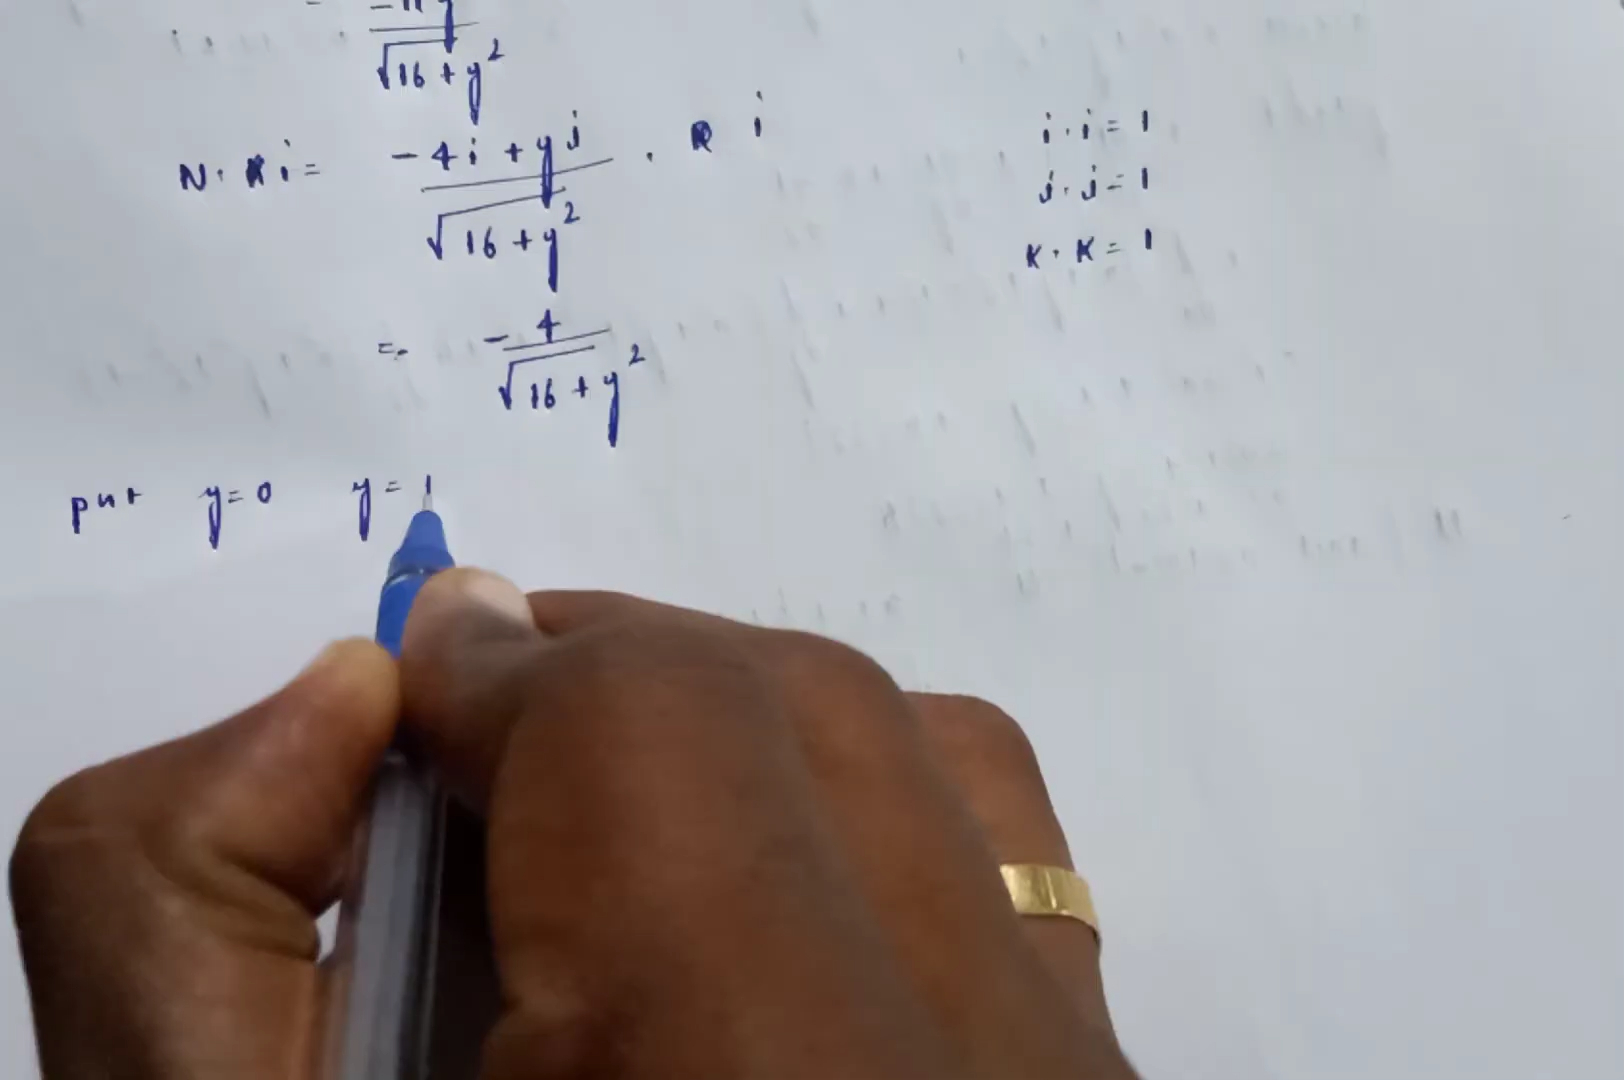 √16 + y²
N · i = -4i + yj / √16 + y² · i
i · i = 1
j · j = 1
K · K = 1
= - 4 / √16 + y²
put y = 0 y = 1